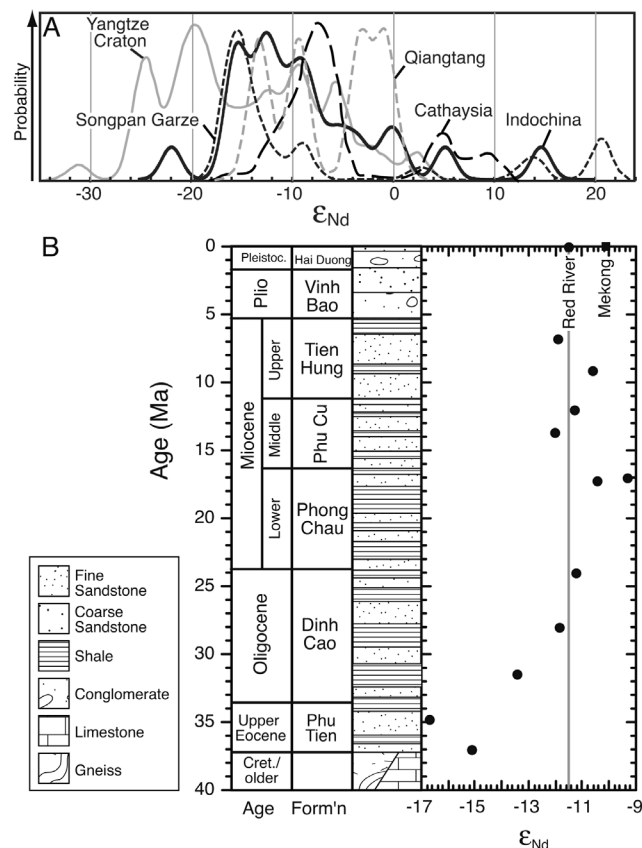 A
Probability
Yangtze
Craton
Songpan Garze
Qiangtang
Cathaysia
Indochina
-30 -20 -10 0 10 20
εNd
B
Age (Ma)
0
5
10
15
20
25
30
35
40
Pleistoc. Hai Duong
Plio
Vinh
Bao
Miocene
Upper
Tien
Hung
Middle
Phu Cu
Lower
Phong
Chau
Oligocene
Dinh
Cao
Upper
Eocene
Phu
Tien
Cret./
older
Age Form'n
Red River
Mekong
-17 -15 -13 -11 -9
εNd
Fine
Sandstone
Coarse
Sandstone
Shale
Conglomerate
Limestone
Gneiss